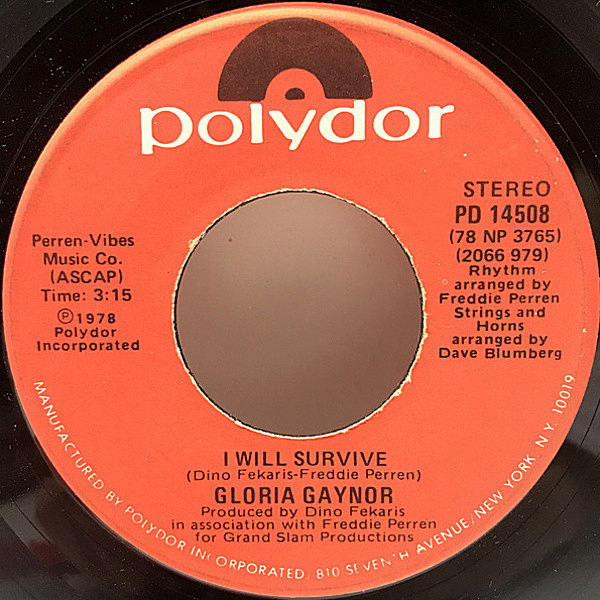 polydor
STEREO
PD 14508
(78 NP 3765)
(2066 979)
Rhythm
arranged by
Freddie Perren
Strings and
Horns
arranged by
Dave Blumberg
Perren-Vibes
Music Co.
(ASCAP)
Time: 3:15
Ⓟ1978
Polydor
Incorporated
I WILL SURVIVE
(Dino Fekaris-Freddie Perren)
GLORIA GAYNOR
Produced by Dino Fekaris
in association with Freddie Perren
for Grand Slam Productions
MANUFACTURED BY POLYDOR INCORPORATED, 810 SEVENTH AVENUE/NEW YORK, N.Y. 10019